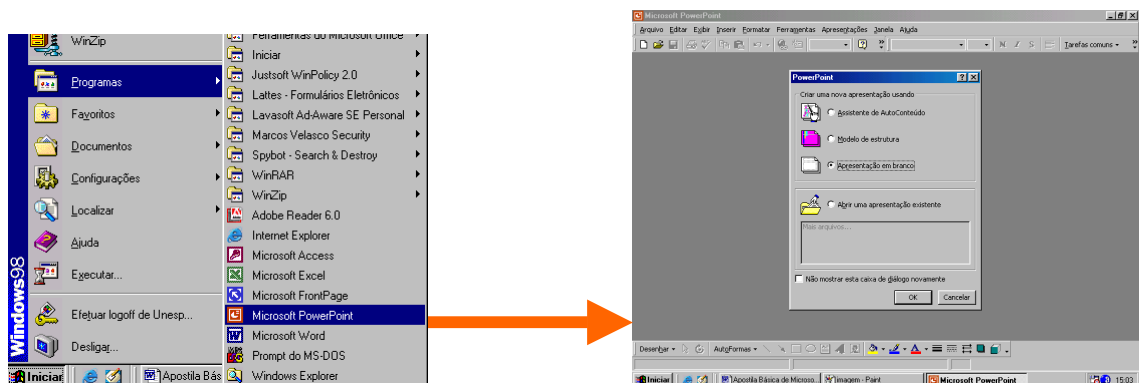 WinZip
Programas
Favoritos
Documentos
Configurações
Localizar
Ajuda
Executar...
Efetuar logoff de Unesp...
Desligar...
Windows98
Iniciar
Apostila Bás
Ferramentas do Microsoft Office
Iniciar
Justsoft WinPolicy 2.0
Lattes - Formulários Eletrônicos
Lavasoft Ad-Aware SE Personal
Marcos Velasco Security
Spybot - Search & Destroy
WinRAR
WinZip
Adobe Reader 6.0
Internet Explorer
Microsoft Access
Microsoft Excel
Microsoft FrontPage
Microsoft PowerPoint
Microsoft Word
Prompt do MS-DOS
Windows Explorer
Microsoft PowerPoint
Arquivo Editar Exibir Inserir Formatar Ferramentas Apresentações Janela Ajuda
N I S Tarefas comuns
PowerPoint
Criar uma nova apresentação usando
Assistente de AutoConteúdo
Modelo de estrutura
Apresentação em branco
Abrir uma apresentação existente
Mais arquivos...
Não mostrar esta caixa de diálogo novamente
OK Cancelar
Desenhar AutoFormas
Iniciar Apostila Básica de Microso... Imagem - Paint Microsoft PowerPoint 15:03